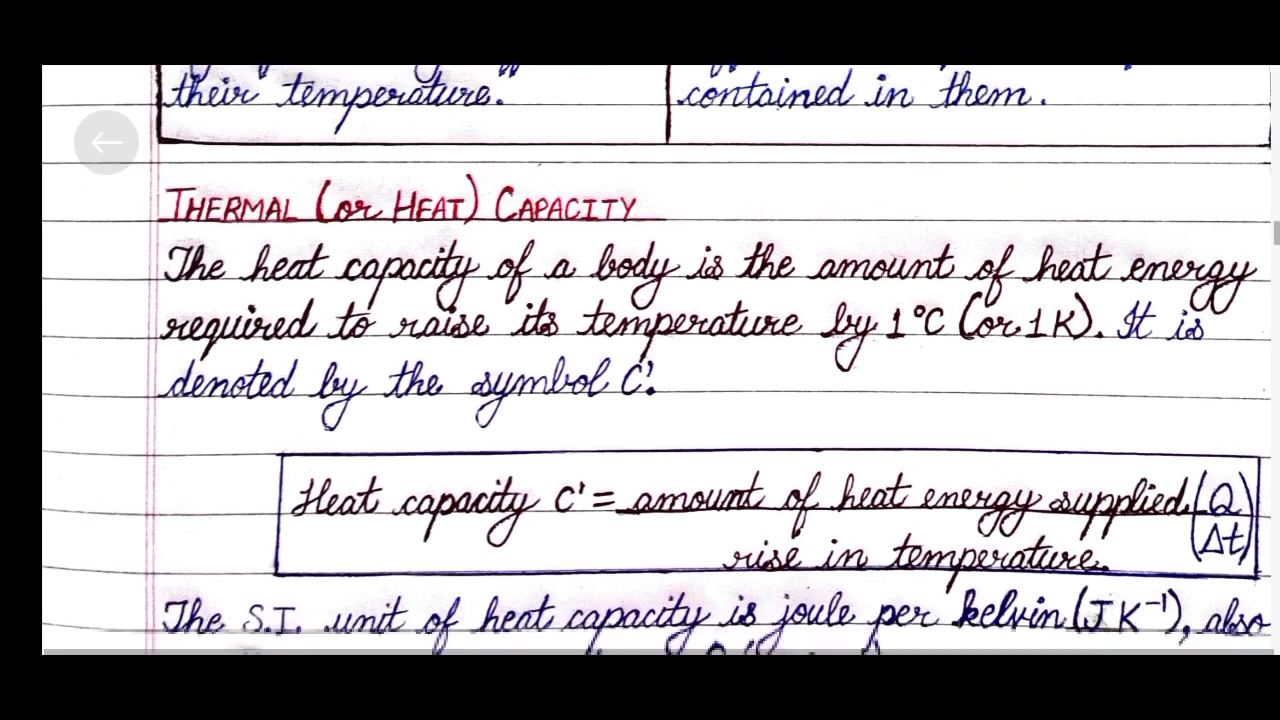 their temperature.
contained in them.
THERMAL (or HEAT) CAPACITY
The heat capacity of a body is the amount of heat energy
required to raise its temperature by 1°C (or 1K). It is
denoted by the symbol C'.
Heat capacity C' = amount of heat energy supplied (Q
rise in temperature. Δt)
The S.I. unit of heat capacity is joule per kelvin (J K⁻¹), also